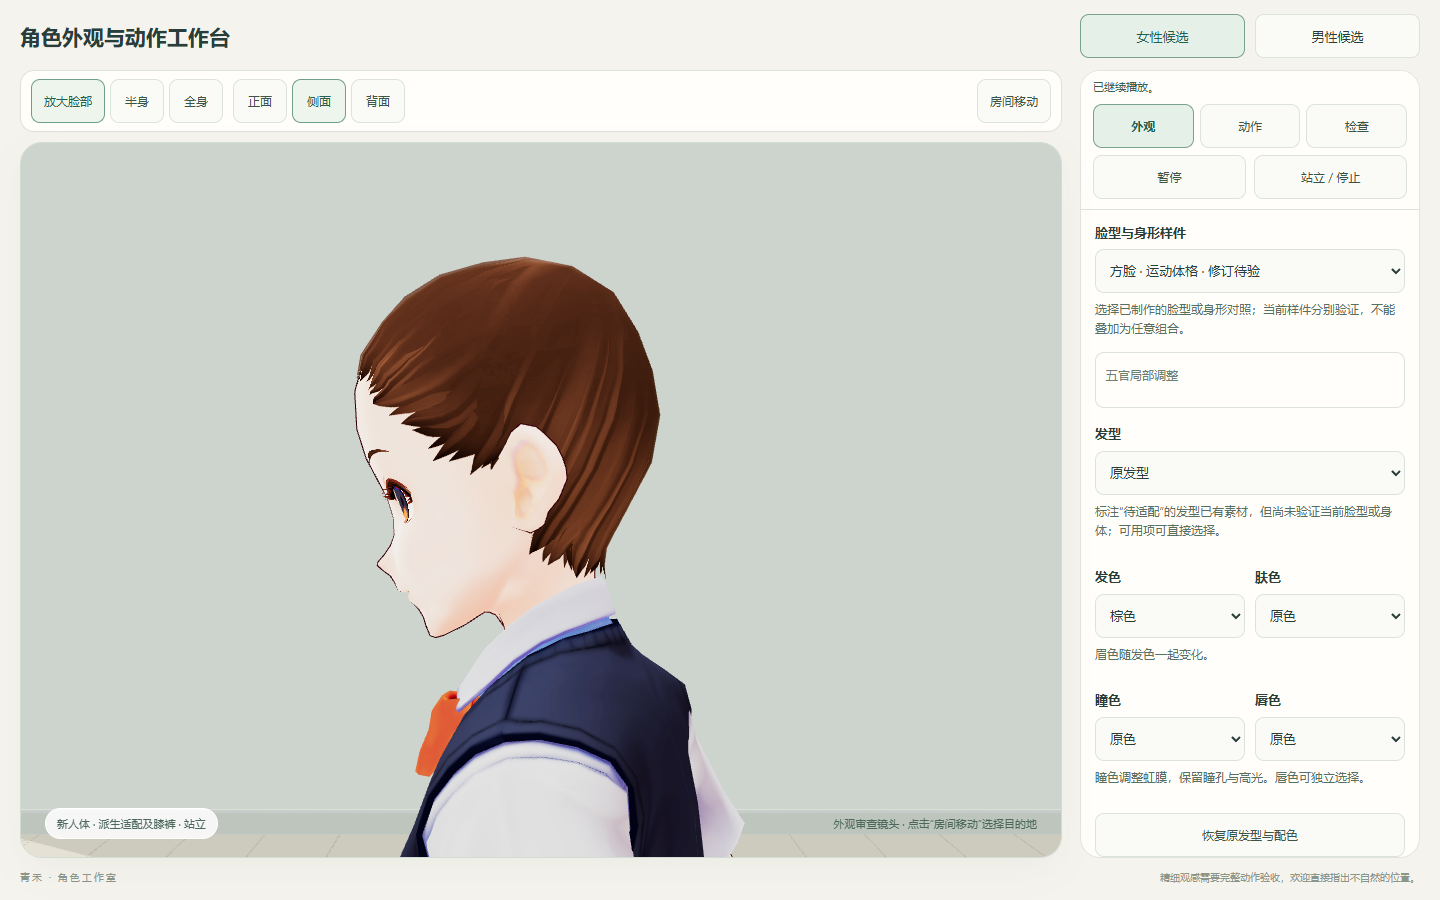 角色外观与动作工作台
女性候选
男性候选
放大脸部
半身
全身
正面
侧面
背面
房间移动
已继续播放。
外观
动作
检查
暂停
站立 / 停止
脸型与身形样件
方脸 · 运动体格 · 修订待验
选择已制作的脸型或身形对照；当前样件分别验证，不能
叠加为任意组合。
五官局部调整
发型
原发型
标注“待适配”的发型已有素材，但尚未验证当前脸型或身
体；可用项可直接选择。
发色
肤色
棕色
原色
眉色随发色一起变化。
瞳色
唇色
原色
原色
瞳色调整虹膜，保留瞳孔与高光。唇色可独立选择。
恢复原发型与配色
新人体 · 派生适配及膝裤 · 站立
外观审查镜头 · 点击“房间移动”选择目的地
青禾 · 角色工作室
精细观感需要完整动作验收，欢迎直接指出不自然的位置。